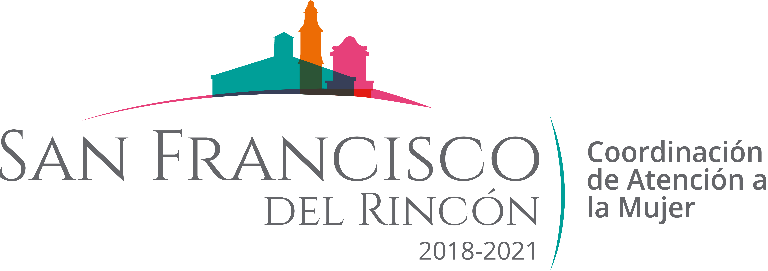 SAN FRANCISCO
DEL RINCÓN
2018-2021
Coordinación
de Atención a
la Mujer